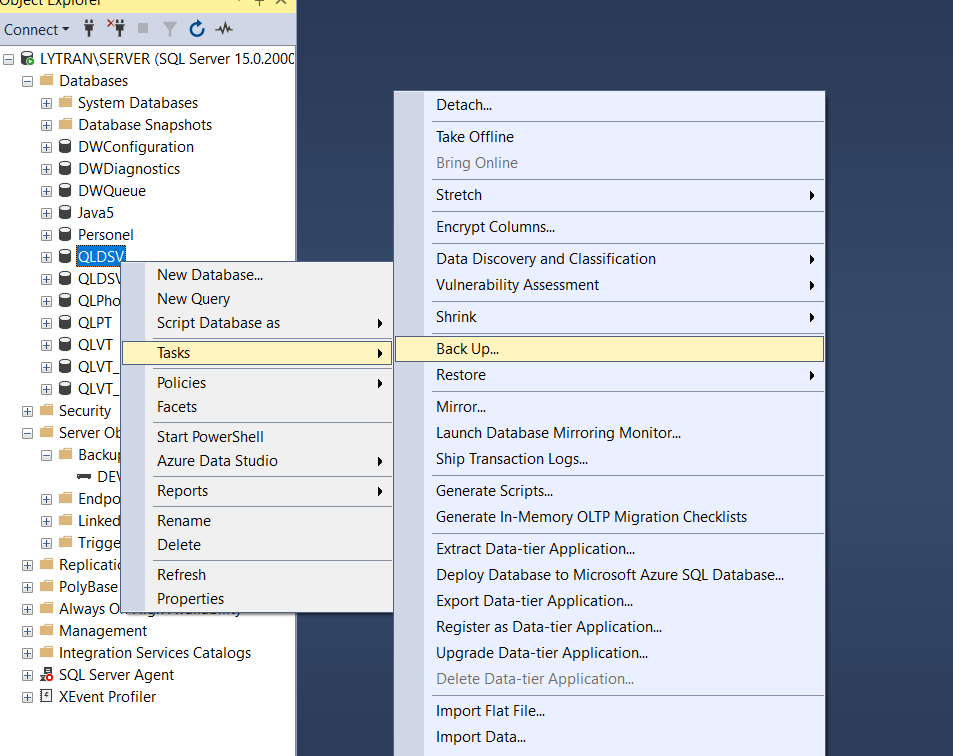 Object Explorer
Connect
LYTRAN\SERVER (SQL Server 15.0.2000
Databases
System Databases
Database Snapshots
DWConfiguration
DWDiagnostics
DWQueue
Java5
Personel
QLDSV
QLDSV
QLPho
QLPT
QLVT
QLVT_
QLVT_
Security
Server Ob
Backup
DEV
Endpo
Linked
Trigge
Replicatio
PolyBase
Always On High Availability
Management
Integration Services Catalogs
SQL Server Agent
XEvent Profiler
New Database...
New Query
Script Database as
Tasks
Policies
Facets
Start PowerShell
Azure Data Studio
Reports
Rename
Delete
Refresh
Properties
Detach...
Take Offline
Bring Online
Stretch
Encrypt Columns...
Data Discovery and Classification
Vulnerability Assessment
Shrink
Back Up...
Restore
Mirror...
Launch Database Mirroring Monitor...
Ship Transaction Logs...
Generate Scripts...
Generate In-Memory OLTP Migration Checklists
Extract Data-tier Application...
Deploy Database to Microsoft Azure SQL Database...
Export Data-tier Application...
Register as Data-tier Application...
Upgrade Data-tier Application...
Delete Data-tier Application...
Import Flat File...
Import Data...